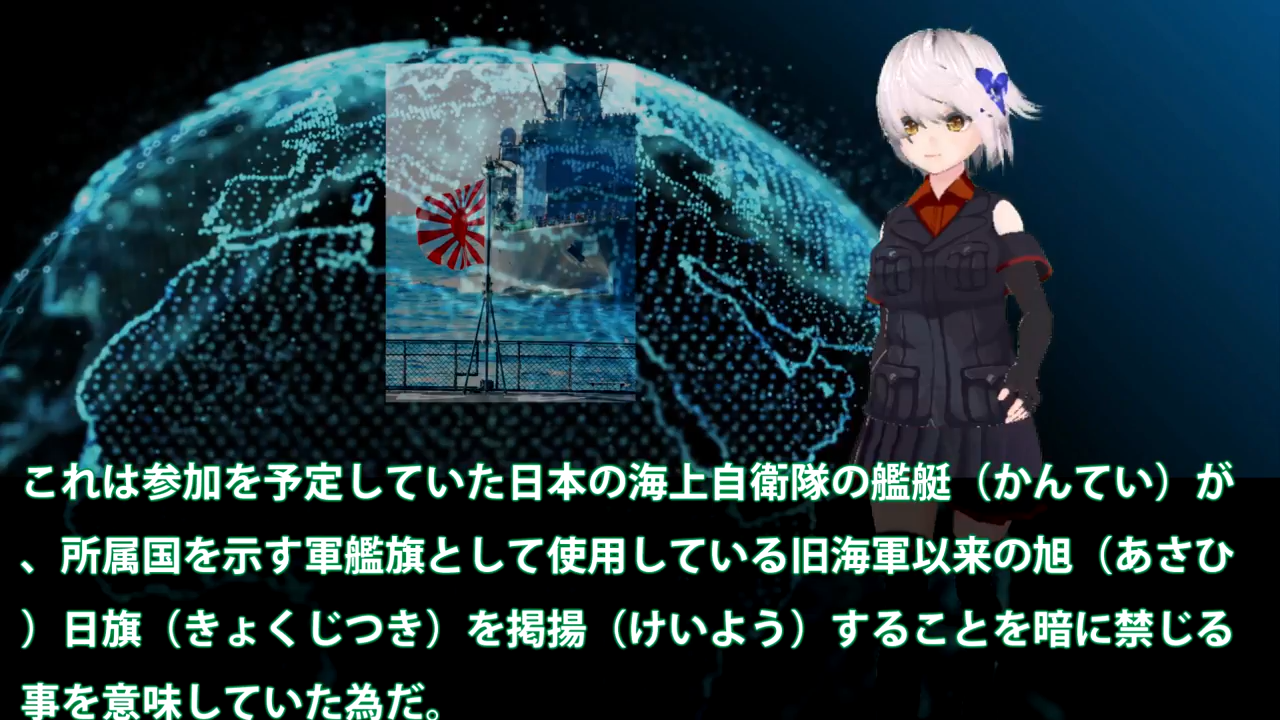 これは参加を予定していた日本の海上自衛隊の艦艇（かんてい）が
、所属国を示す軍艦旗として使用している旧海軍以来の旭（あさひ
）日旗（きょくじつき）を掲揚（けいよう）することを暗に禁じる
事を意味していた為だ。